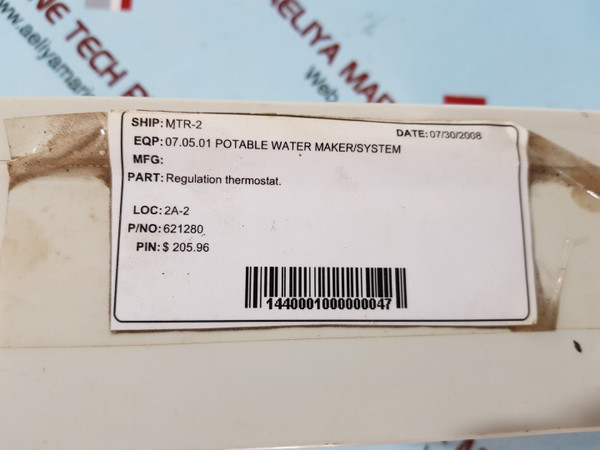 SHIP: MTR-2
DATE: 07/30/2008
EQP: 07.05.01 POTABLE WATER MAKER/SYSTEM
MFG:
PART: Regulation thermostat.
LOC: 2A-2
P/NO: 621280
PIN: $ 205.96
1440001000000047